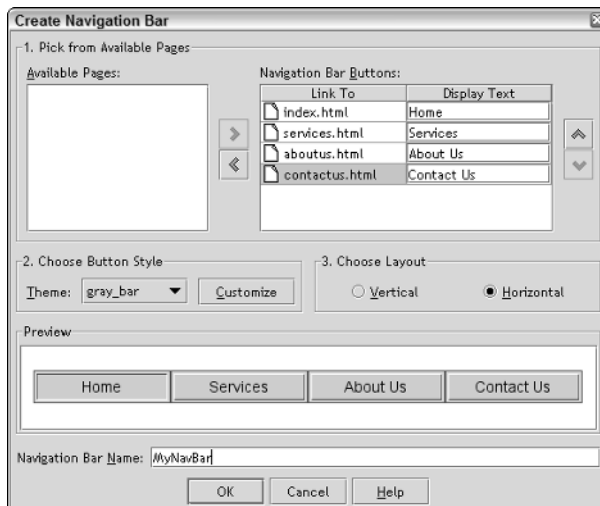 Create Navigation Bar
1. Pick from Available Pages
Available Pages:
Navigation Bar Buttons:
Link To Display Text
index.html Home
services.html Services
aboutus.html About Us
contactus.html Contact Us
2. Choose Button Style
Theme: gray_bar Customize
3. Choose Layout
Vertical Horizontal
Preview
Home Services About Us Contact Us
Navigation Bar Name: MyNavBar
OK Cancel Help